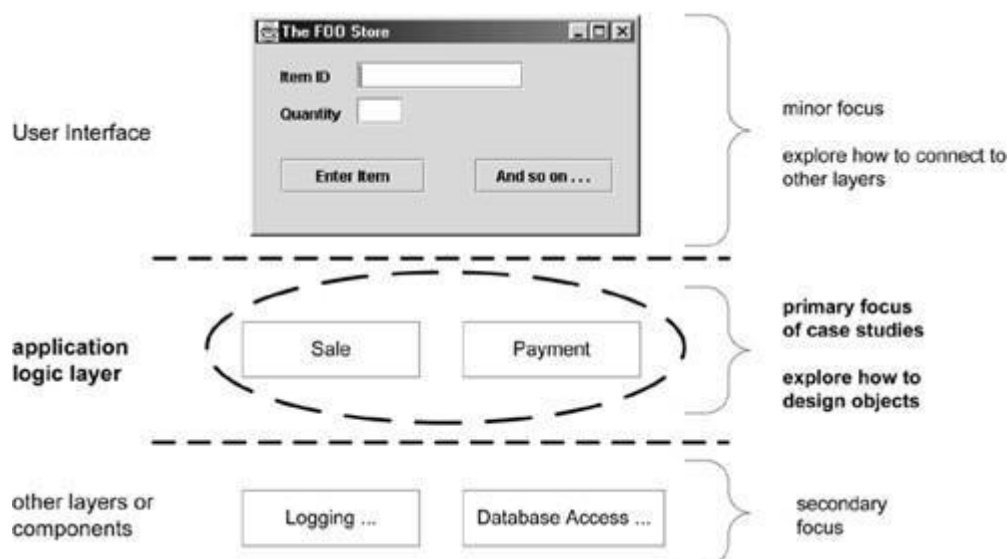 The FOO Store
Item ID
Quantity
Enter Item
And so on . . .
User Interface
minor focus
explore how to connect to
other layers
application
logic layer
Sale
Payment
primary focus
of case studies
explore how to
design objects
other layers or
components
Logging ...
Database Access ...
secondary
focus